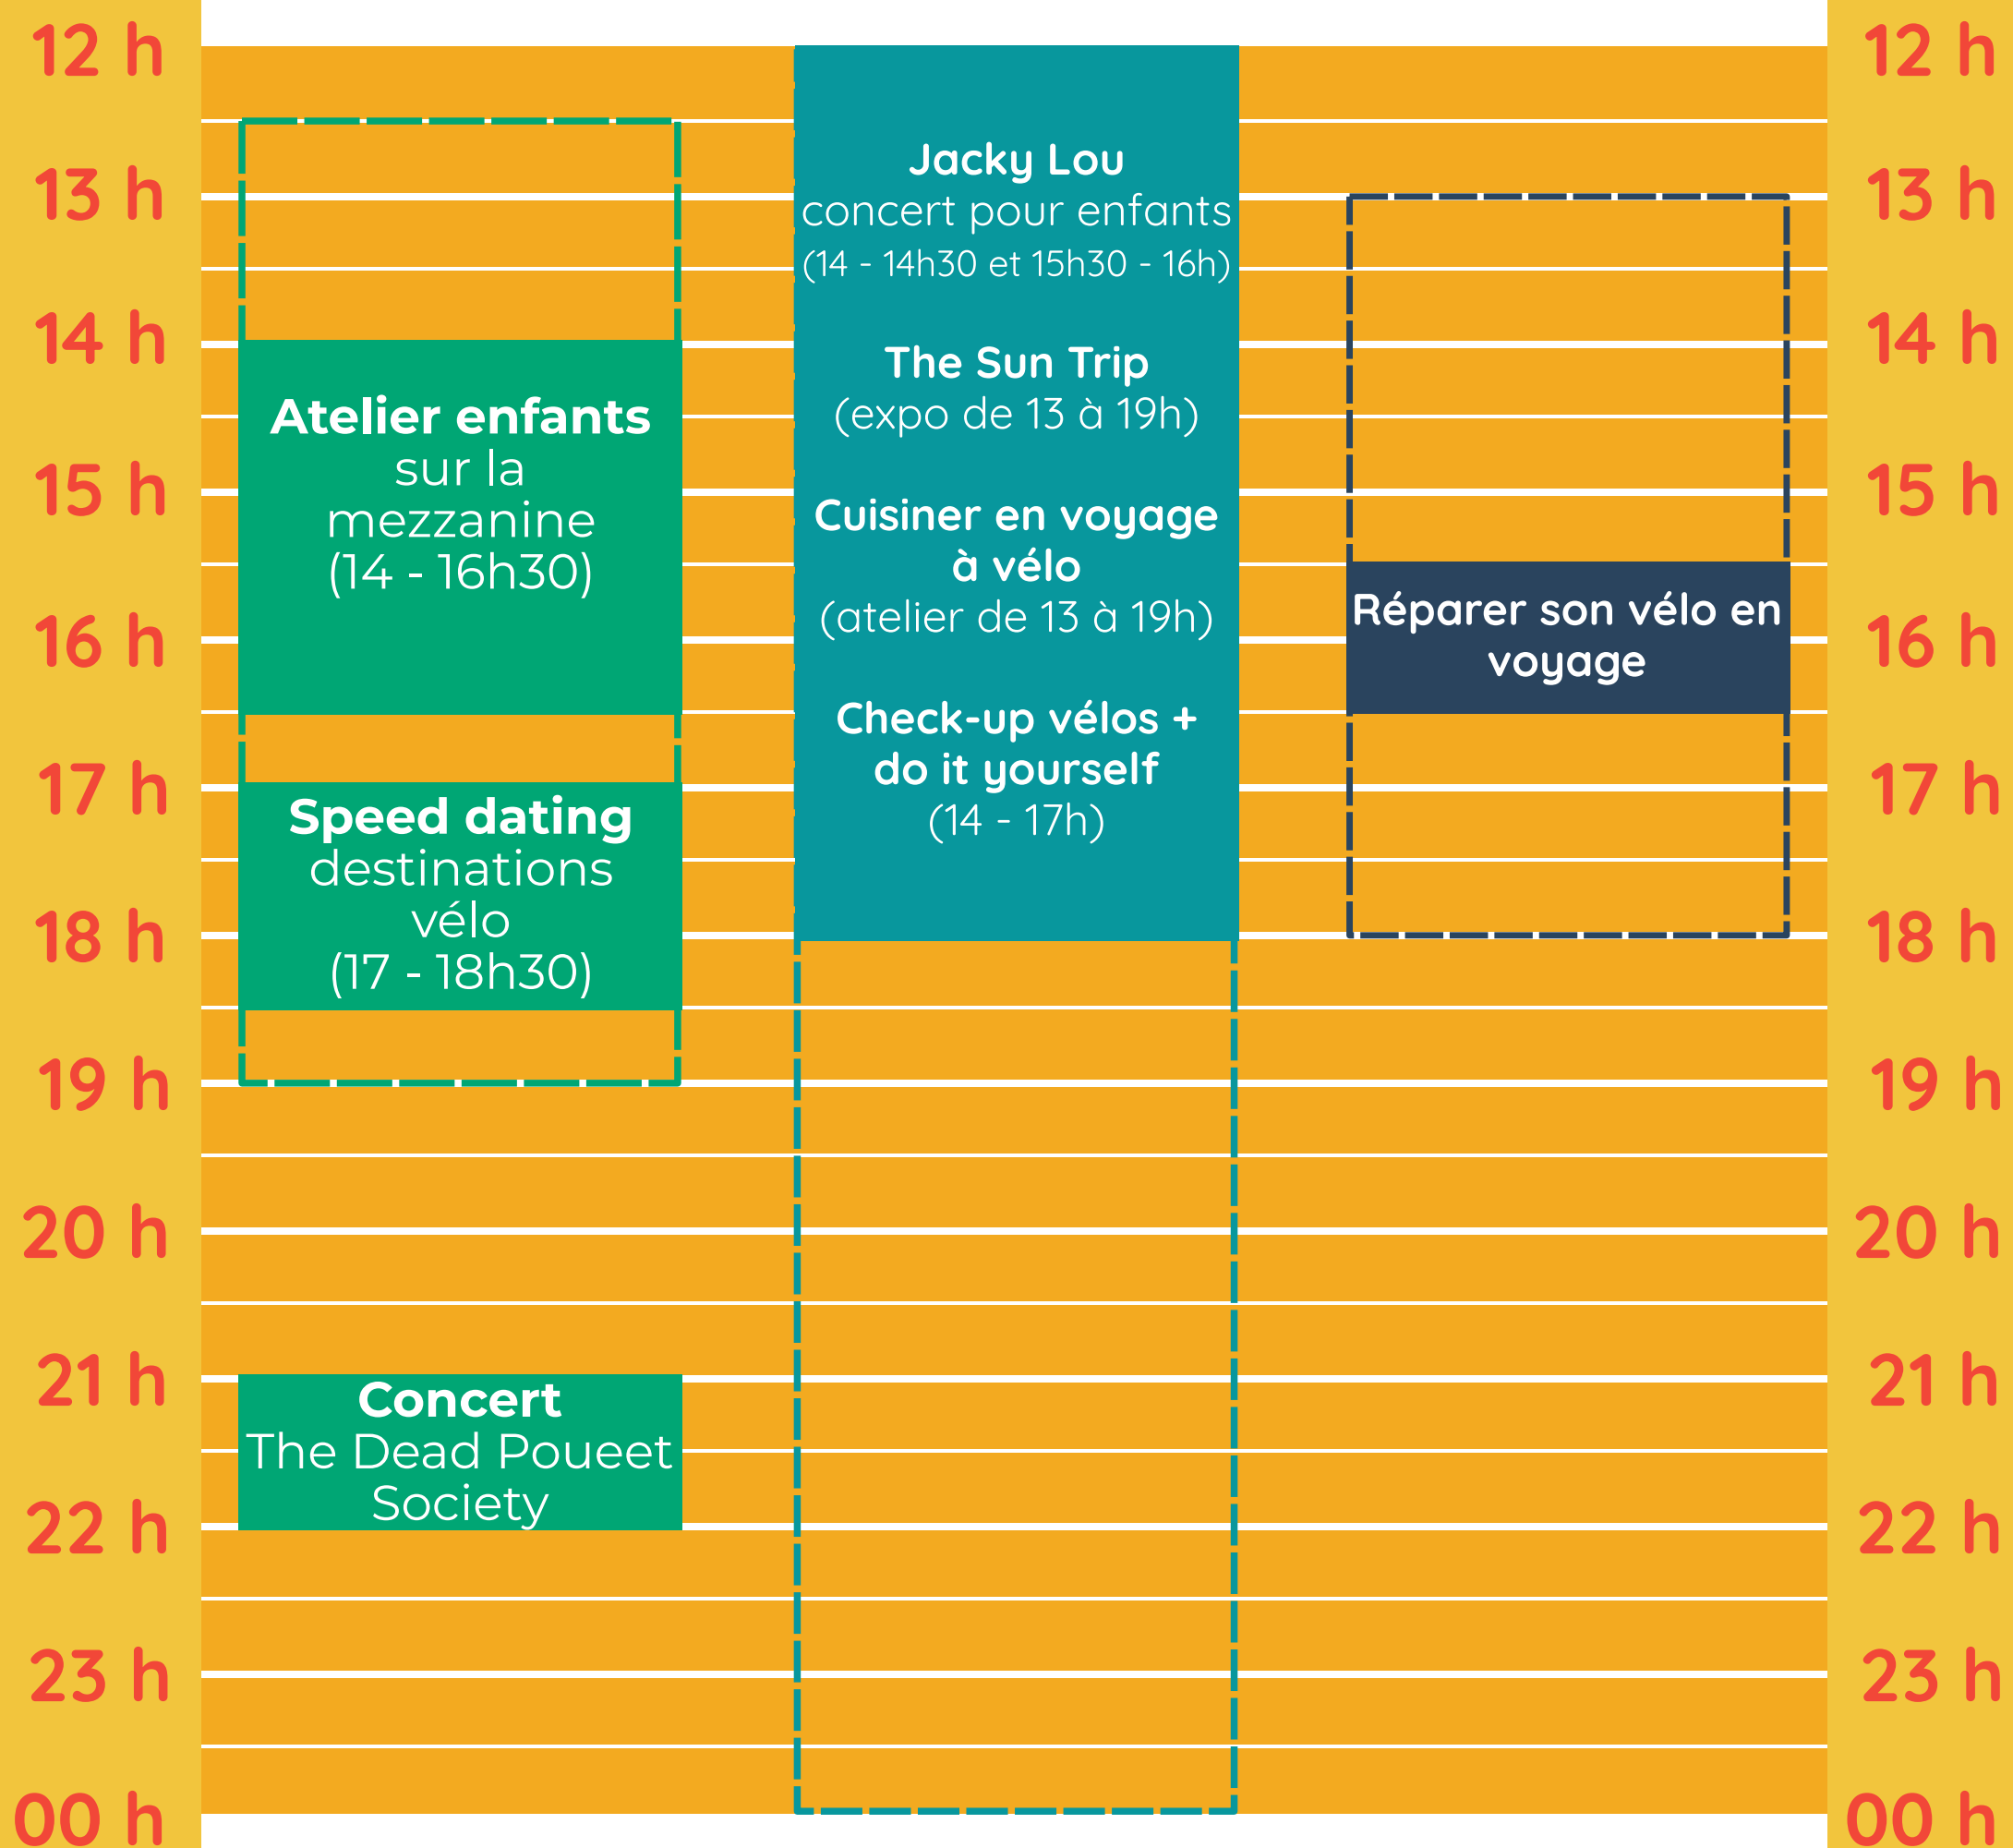 12 h
13 h
14 h
15 h
16 h
17 h
18 h
19 h
20 h
21 h
22 h
23 h
00 h
Atelier enfants
sur la
mezzanine
(14 - 16h30)
Speed dating
destinations
vélo
(17 - 18h30)
Concert
The Dead Poueet
Society
Jacky Lou
concert pour enfants
(14 - 14h30 et 15h30 - 16h)
The Sun Trip
(expo de 13 à 19h)
Cuisiner en voyage
à vélo
(atelier de 13 à 19h)
Check-up vélos +
do it yourself
(14 - 17h)
Réparer son vélo en
voyage
12 h
13 h
14 h
15 h
16 h
17 h
18 h
19 h
20 h
21 h
22 h
23 h
00 h